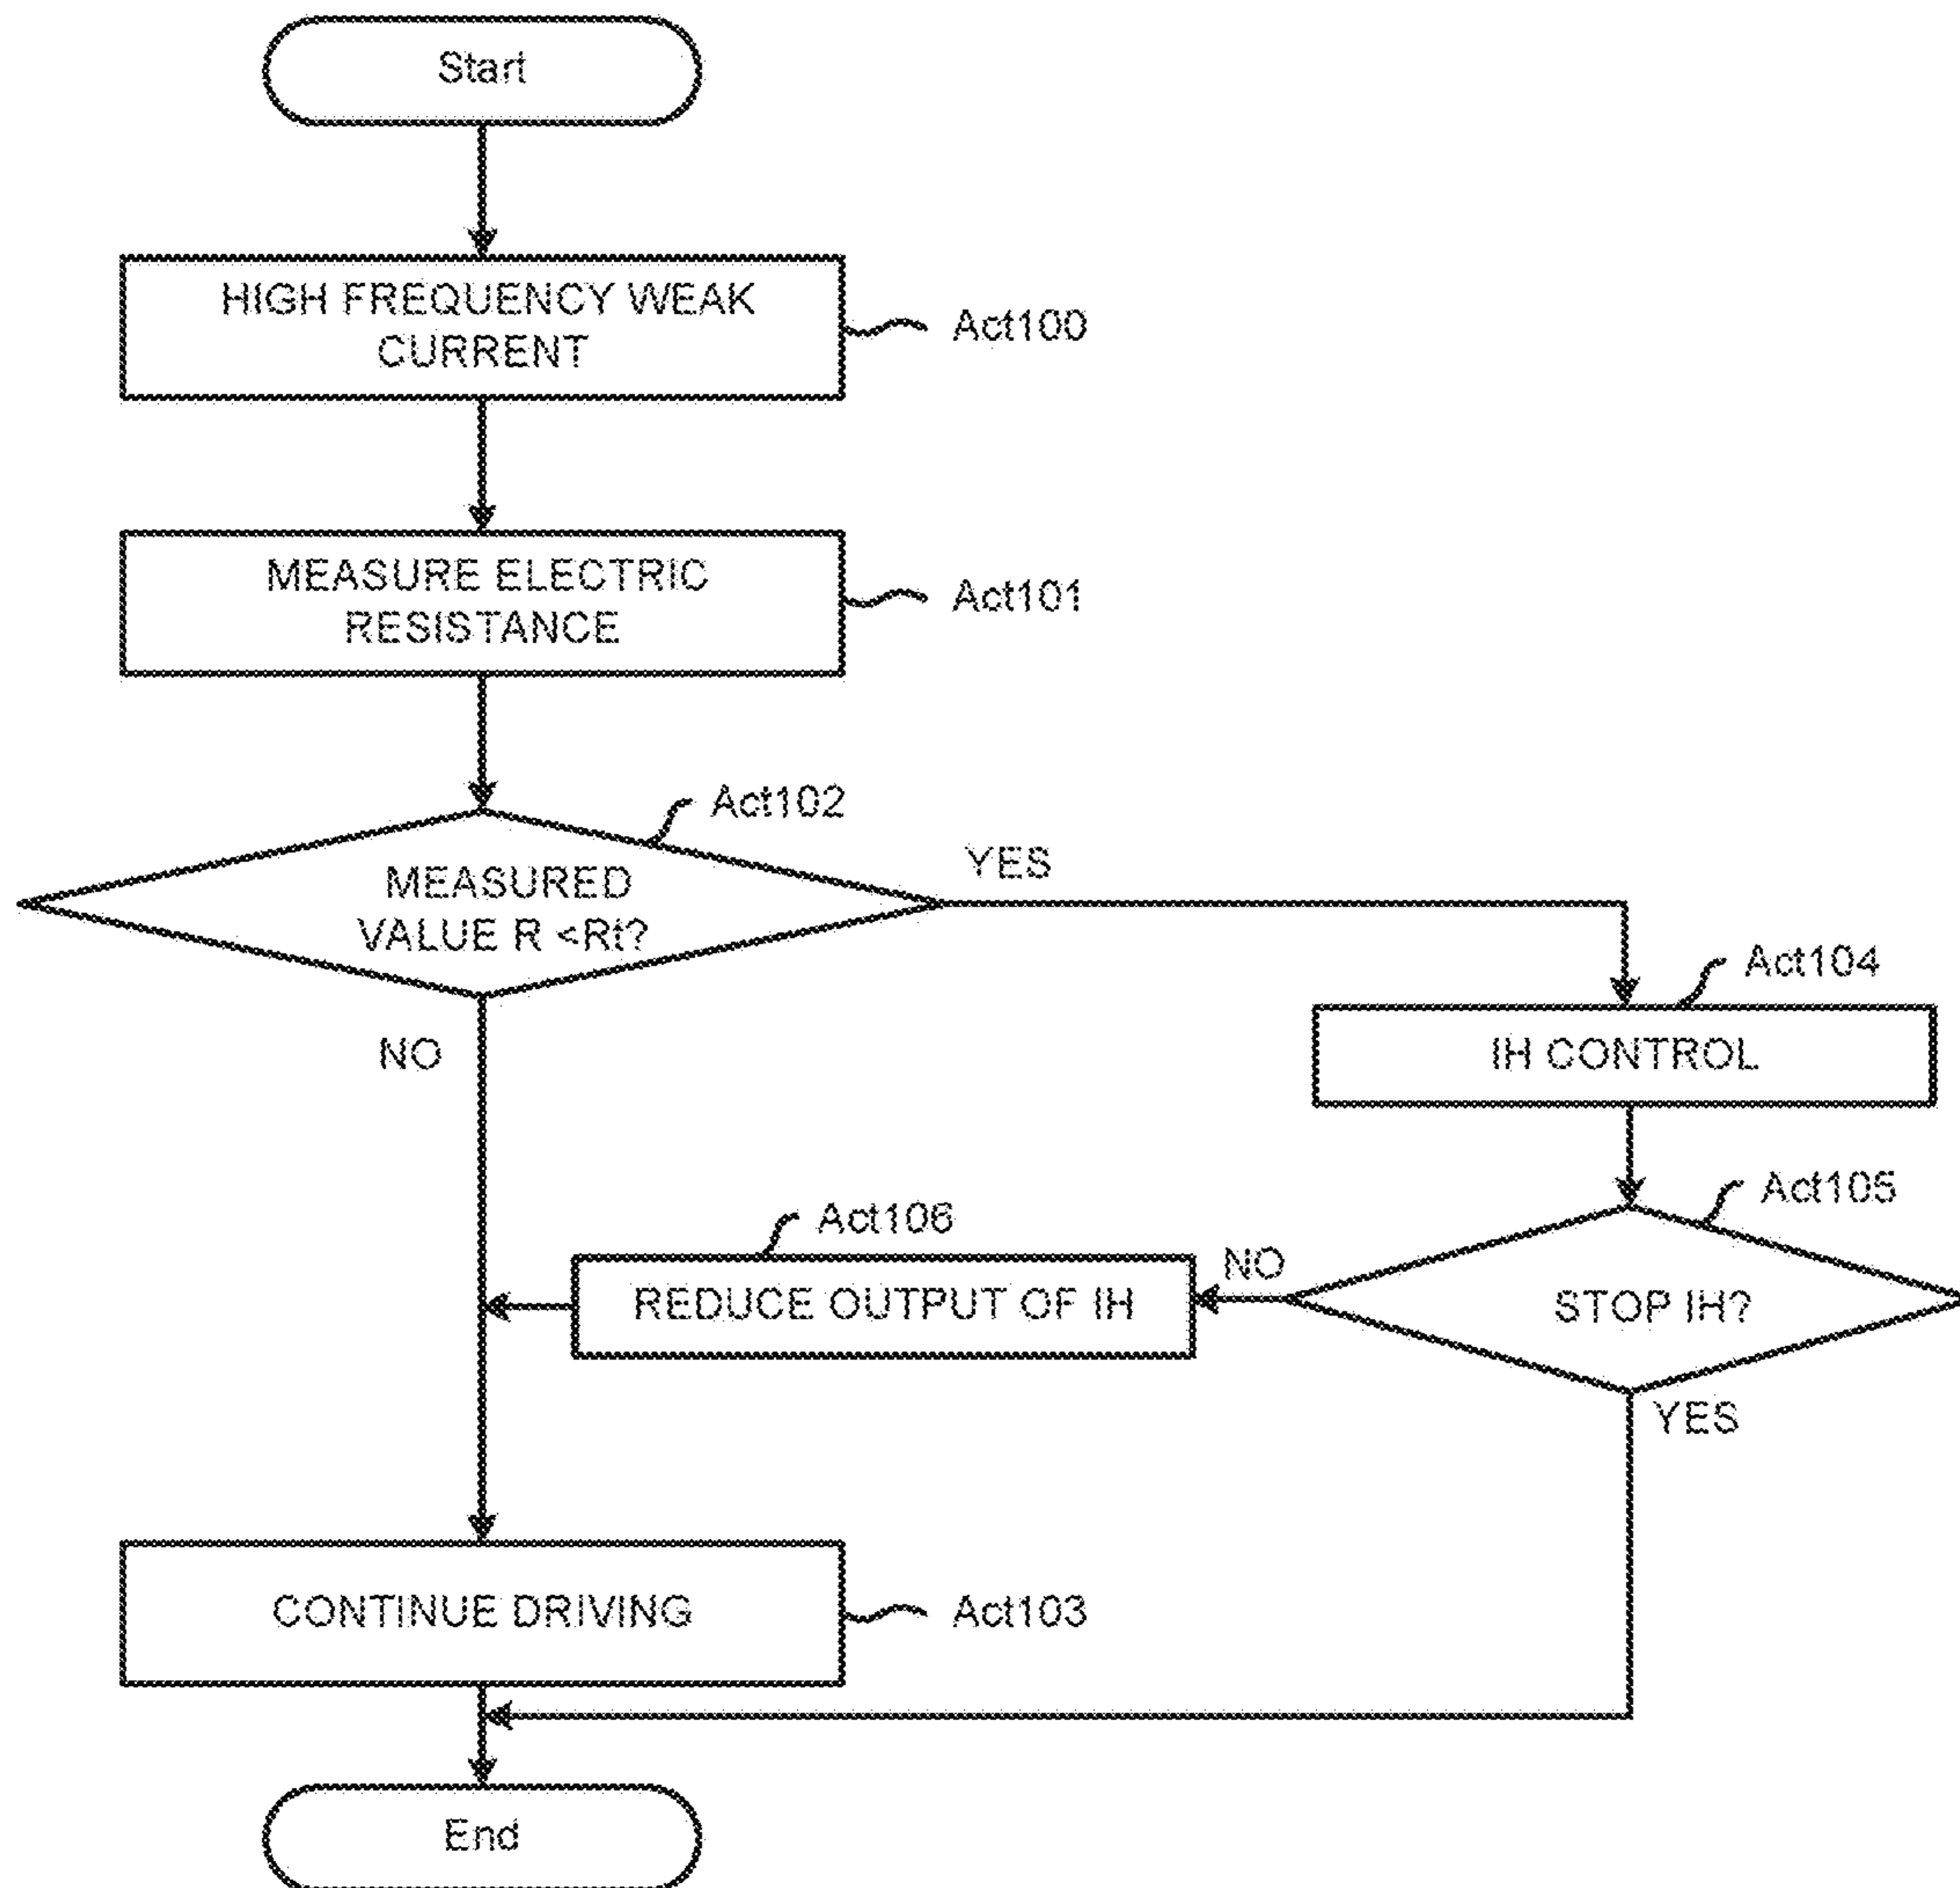 Start
HIGH FREQUENCY WEAK
CURRENT
Act100
MEASURE ELECTRIC
RESISTANCE
Act101
Act102
MEASURED
VALUE R <Rt?
YES
NO
Act104
IH CONTROL
Act105
STOP IH?
NO
YES
Act106
REDUCE OUTPUT OF IH
CONTINUE DRIVING
Act103
End